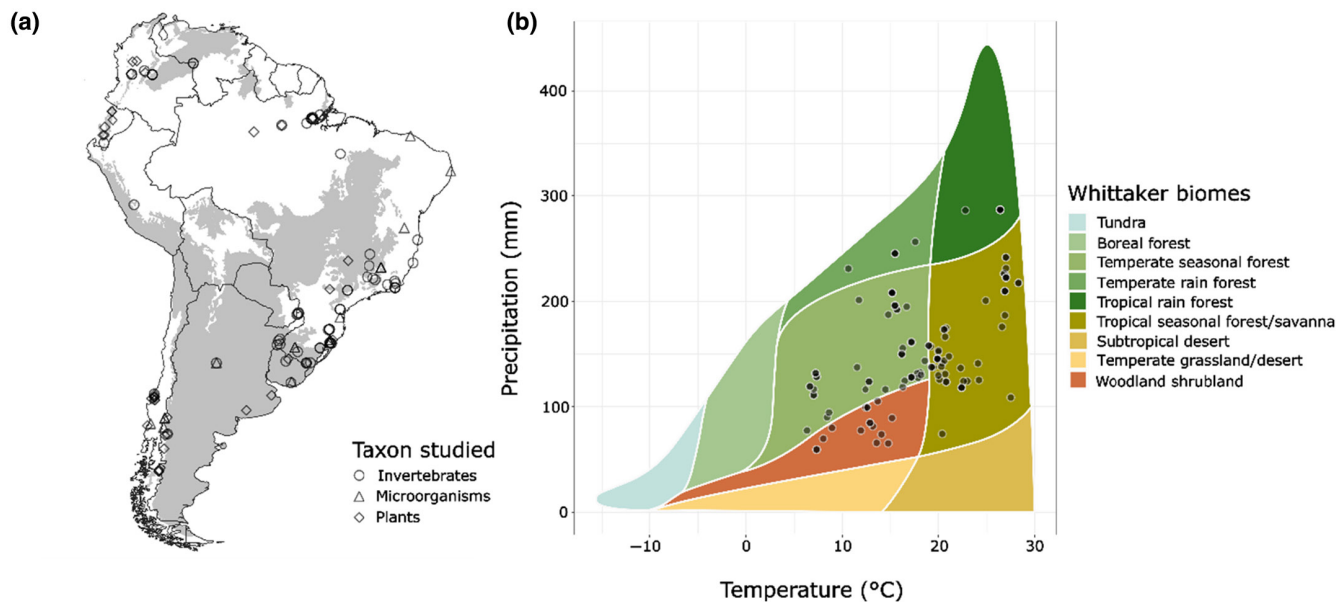 (a)
Taxon studied
Invertebrates
Microorganisms
Plants
(b)
Precipitation (mm)
400
300
200
100
0
−10
0
10
20
30
Temperature (°C)
Whittaker biomes
Tundra
Boreal forest
Temperate seasonal forest
Temperate rain forest
Tropical rain forest
Tropical seasonal forest/savanna
Subtropical desert
Temperate grassland/desert
Woodland shrubland